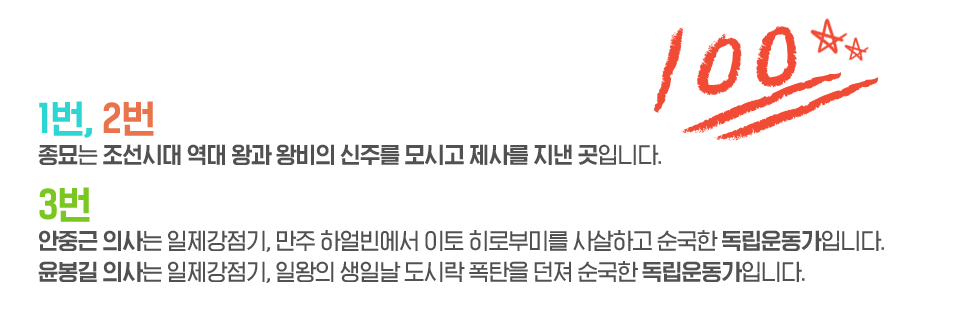 100
1번, 2번
종묘는 조선시대 역대 왕과 왕비의 신주를 모시고 제사를 지낸 곳입니다.
3번
안중근 의사는 일제강점기, 만주 하얼빈에서 이토 히로부미를 사살하고 순국한 독립운동가입니다.
윤봉길 의사는 일제강점기, 일왕의 생일날 도시락 폭탄을 던져 순국한 독립운동가입니다.